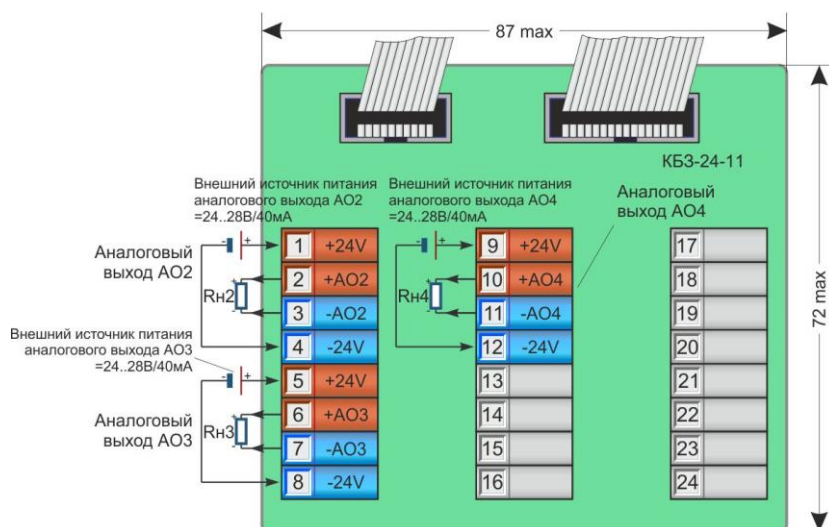 87 max
КБЗ-24-11
72 max
Внешний источник питания
аналогового выхода АО2
=24..28В/40мА
Внешний источник питания
аналогового выхода АО4
=24..28В/40мА
Аналоговый
выход АО4
Аналоговый
выход АО2
Rн2
- +
1 +24V
2 +AO2
3 -AO2
4 -24V
Внешний источник питания
аналогового выхода АО3
=24..28В/40мА
Аналоговый
выход АО3
Rн3
- +
5 +24V
6 +AO3
7 -AO3
8 -24V
Rн4
- +
9 +24V
10 +AO4
11 -AO4
12 -24V
13
14
15
16
17
18
19
20
21
22
23
24